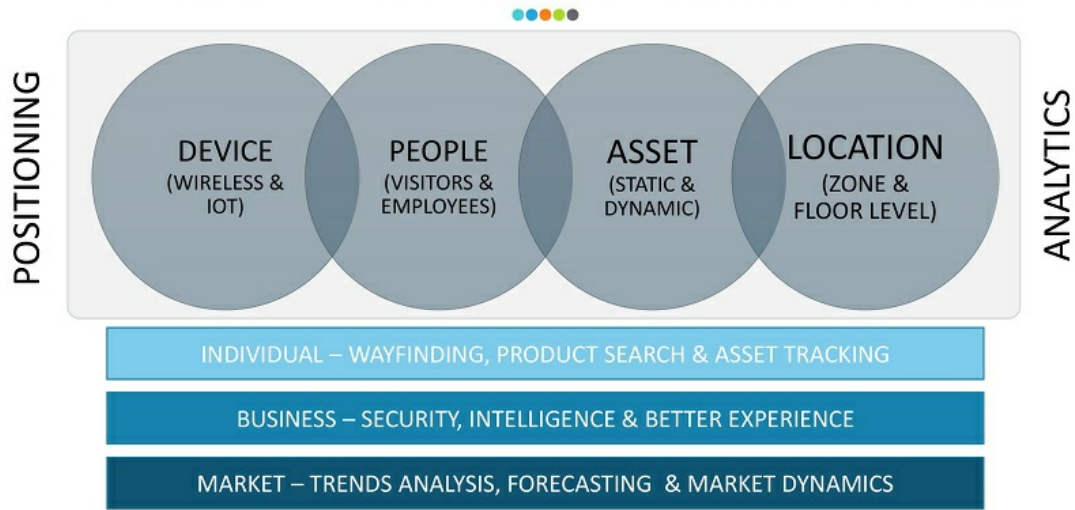 POSITIONING
DEVICE
(WIRELESS &
IOT)
PEOPLE
(VISITORS &
EMPLOYEES)
ASSET
(STATIC &
DYNAMIC)
LOCATION
(ZONE &
FLOOR LEVEL)
ANALYTICS
INDIVIDUAL – WAYFINDING, PRODUCT SEARCH & ASSET TRACKING
BUSINESS – SECURITY, INTELLIGENCE & BETTER EXPERIENCE
MARKET – TRENDS ANALYSIS, FORECASTING & MARKET DYNAMICS